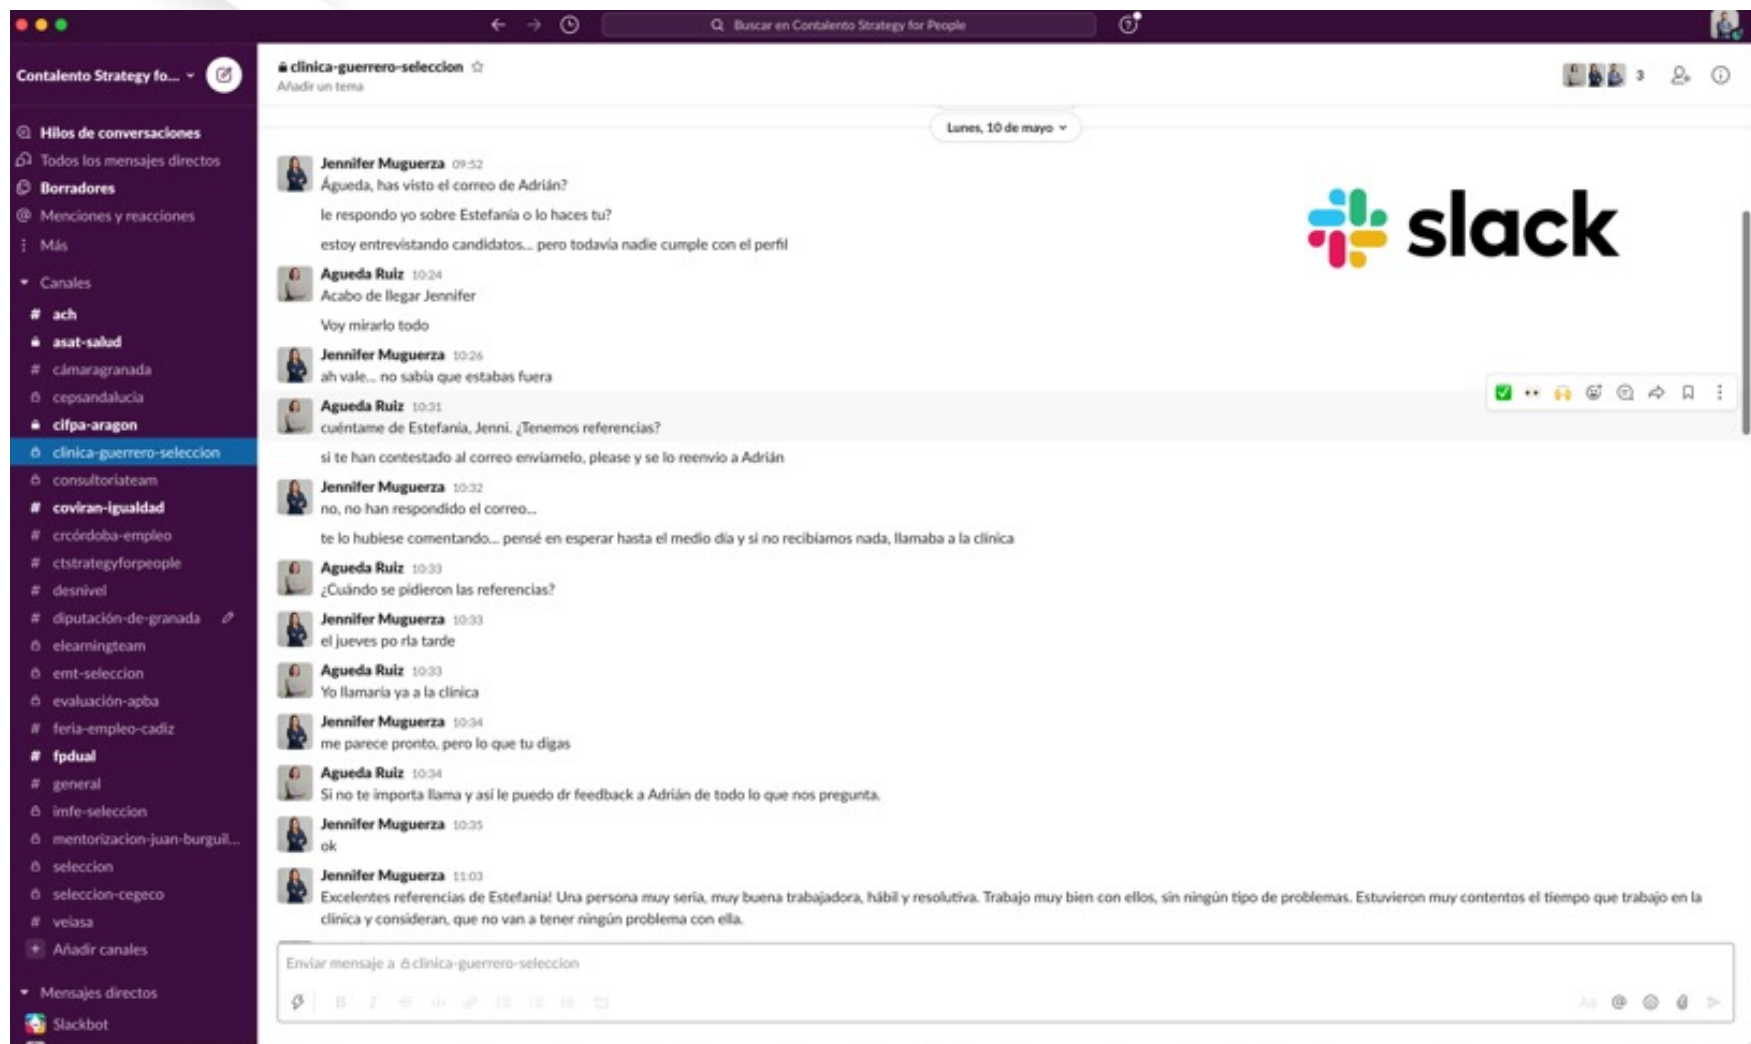 Buscar en Contalento Strategy for People
Contalento Strategy fo...
Hilos de conversaciones
Todos los mensajes directos
Borradores
Menciones y reacciones
Más
Canales
# ach
asat-salud
# cámaragranada
cepsandalucia
cifpa-aragon
clinica-guerrero-seleccion
consultoriateam
# coviran-igualdad
# crcórdoba-empleo
# ctstrategyforpeople
# desnivel
# diputación-de-granada
elearningteam
emt-seleccion
evaluación-apba
# feria-empleo-cadiz
# fpdual
# general
imfe-seleccion
mentorizacion-juan-burguil...
seleccion
seleccion-cegeco
# veiasa
+ Añadir canales
Mensajes directos
Slackbot
clinica-guerrero-seleccion
Añadir un tema
3
Lunes, 10 de mayo
slack
Jennifer Muguerza 09:52
Águeda, has visto el correo de Adrián?
le respondo yo sobre Estefanía o lo haces tu?
estoy entrevistando candidatos... pero todavía nadie cumple con el perfil
Agueda Ruiz 10:24
Acabo de llegar Jennifer
Voy mirarlo todo
Jennifer Muguerza 10:26
ah vale... no sabía que estabas fuera
Agueda Ruiz 10:31
cuéntame de Estefanía, Jenni. ¿Tenemos referencias?
si te han contestado al correo envíamelo, please y se lo reenvío a Adrián
Jennifer Muguerza 10:32
no, no han respondido el correo...
te lo hubiese comentando... pensé en esperar hasta el medio día y si no recibíamos nada, llamaba a la clínica
Agueda Ruiz 10:33
¿Cuándo se pidieron las referencias?
Jennifer Muguerza 10:33
el jueves po rla tarde
Agueda Ruiz 10:33
Yo llamaría ya a la clínica
Jennifer Muguerza 10:34
me parece pronto, pero lo que tu digas
Agueda Ruiz 10:34
Si no te importa llama y así le puedo dr feedback a Adrián de todo lo que nos pregunta.
Jennifer Muguerza 10:35
ok
Jennifer Muguerza 11:03
Excelentes referencias de Estefanía! Una persona muy seria, muy buena trabajadora, hábil y resolutiva. Trabajo muy bien con ellos, sin ningún tipo de problemas. Estuvieron muy contentos el tiempo que trabajo en la
clínica y consideran, que no van a tener ningún problema con ella.
Enviar mensaje a clinica-guerrero-seleccion